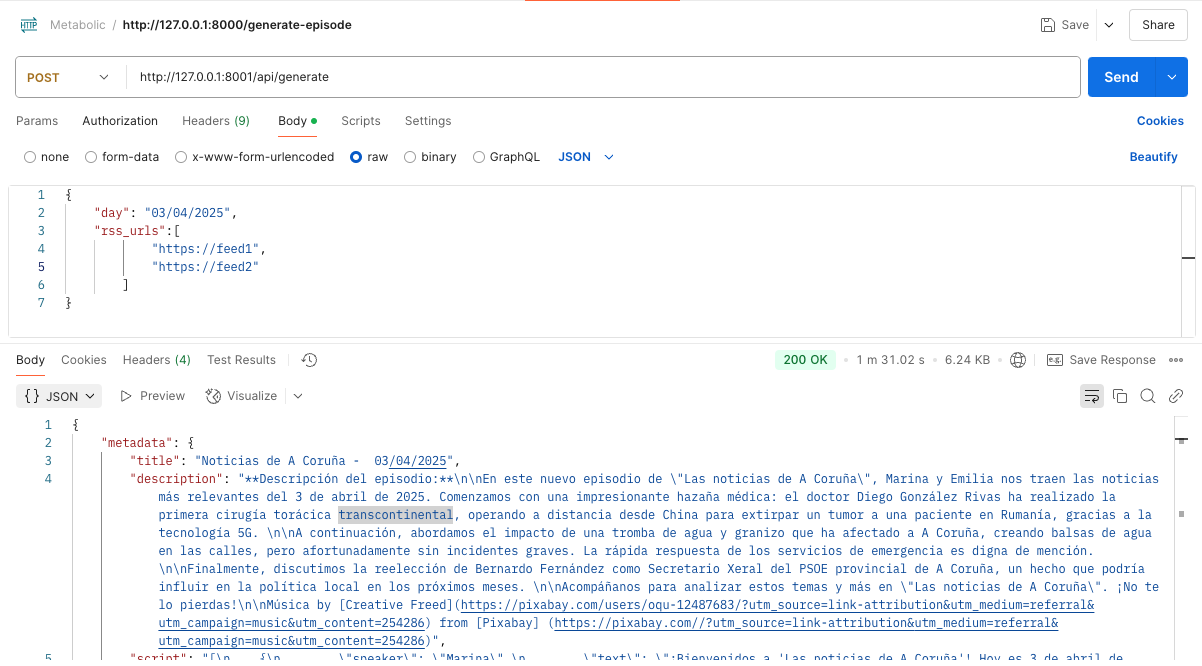 HTTP Metabolic / http://127.0.0.1:8000/generate-episode Save Share
POST http://127.0.0.1:8001/api/generate Send
Params Authorization Headers (9) Body Scripts Settings Cookies
none form-data x-www-form-urlencoded raw binary GraphQL JSON Beautify
1 {
2 "day": "03/04/2025",
3 "rss_urls":[
4 "https://feed1",
5 "https://feed2"
6 ]
7 }
Body Cookies Headers (4) Test Results 200 OK • 1 m 31.02 s • 6.24 KB • e.g. Save Response
{} JSON Preview Visualize
1 {
2 "metadata": {
3 "title": "Noticias de A Coruña -  03/04/2025",
4 "description": "**Descripción del episodio:**\n\nEn este nuevo episodio de \"Las noticias de A Coruña\", Marina y Emilia nos traen las noticias
más relevantes del 3 de abril de 2025. Comenzamos con una impresionante hazaña médica: el doctor Diego González Rivas ha realizado la
primera cirugía torácica transcontinental, operando a distancia desde China para extirpar un tumor a una paciente en Rumanía, gracias a la
tecnología 5G. \n\nA continuación, abordamos el impacto de una tromba de agua y granizo que ha afectado a A Coruña, creando balsas de agua
en las calles, pero afortunadamente sin incidentes graves. La rápida respuesta de los servicios de emergencia es digna de mención.
\n\nFinalmente, discutimos la reelección de Bernardo Fernández como Secretario Xeral del PSOE provincial de A Coruña, un hecho que podría
influir en la política local en los próximos meses. \n\nAcompáñanos para analizar estos temas y más en \"Las noticias de A Coruña\". ¡No te
lo pierdas!\n\nMúsica by [Creative Freed](https://pixabay.com/users/oqu-12487683/?utm_source=link-attribution&utm_medium=referral&
utm_campaign=music&utm_content=254286) from [Pixabay] (https://pixabay.com//?utm_source=link-attribution&utm_medium=referral&
utm_campaign=music&utm_content=254286)",
5 "script": "[\n    {\n        \"speaker\": \"Marina\",\n        \"text\": \"¡Bienvenidos a 'Las noticias de A Coruña'! Hoy es 3 de abril de